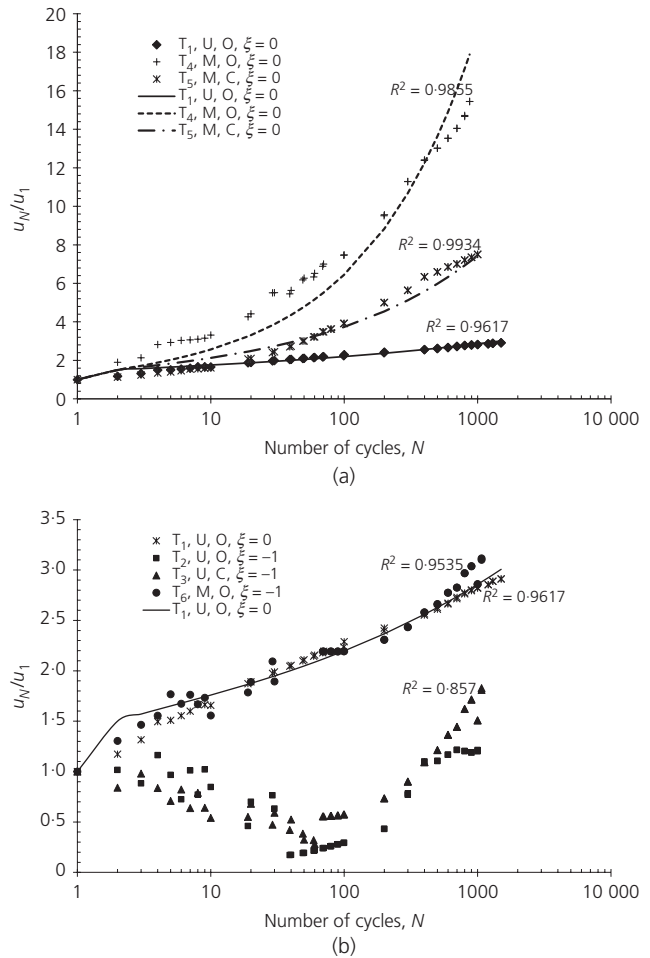 20
18
16
14
12
10
8
6
4
2
0
u_N/u_1
T₁, U, O, ξ = 0
T₄, M, O, ξ = 0
T₅, M, C, ξ = 0
T₁, U, O, ξ = 0
T₄, M, O, ξ = 0
T₅, M, C, ξ = 0
R² = 0·9855
R² = 0·9934
R² = 0·9617
1 10 100 1000 10 000
Number of cycles, N
(a)
3·5
3·0
2·5
2·0
1·5
1·0
0·5
0
u_N/u_1
T₁, U, O, ξ = 0
T₂, U, O, ξ = –1
T₃, U, C, ξ = –1
T₆, M, O, ξ = –1
T₁, U, O, ξ = 0
R² = 0·9535
R² = 0·9617
R² = 0·857
1 10 100 1000 10 000
Number of cycles, N
(b)